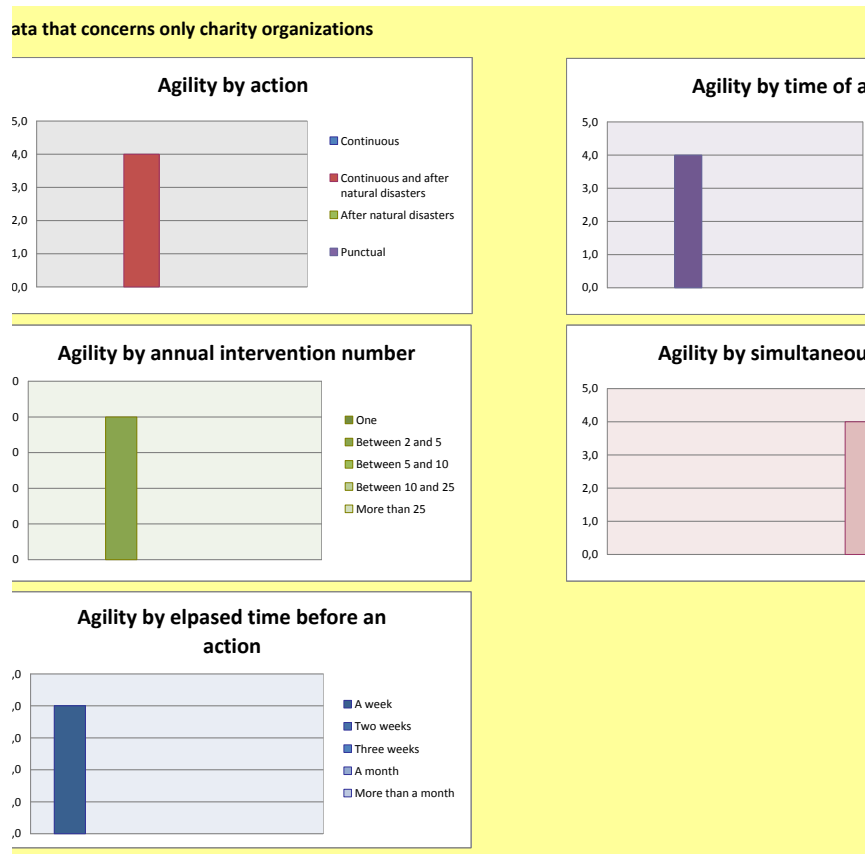 ata that concerns only charity organizations
Agility by action
5,0
4,0
3,0
2,0
1,0
0,0
Continuous
Continuous and after
natural disasters
After natural disasters
Punctual
Agility by time of a
5,0
4,0
3,0
2,0
1,0
0,0
Agility by annual intervention number
0
0
0
0
0
0
One
Between 2 and 5
Between 5 and 10
Between 10 and 25
More than 25
Agility by simultaneou
5,0
4,0
3,0
2,0
1,0
0,0
Agility by elpased time before an
action
,0
,0
,0
,0
,0
,0
A week
Two weeks
Three weeks
A month
More than a month